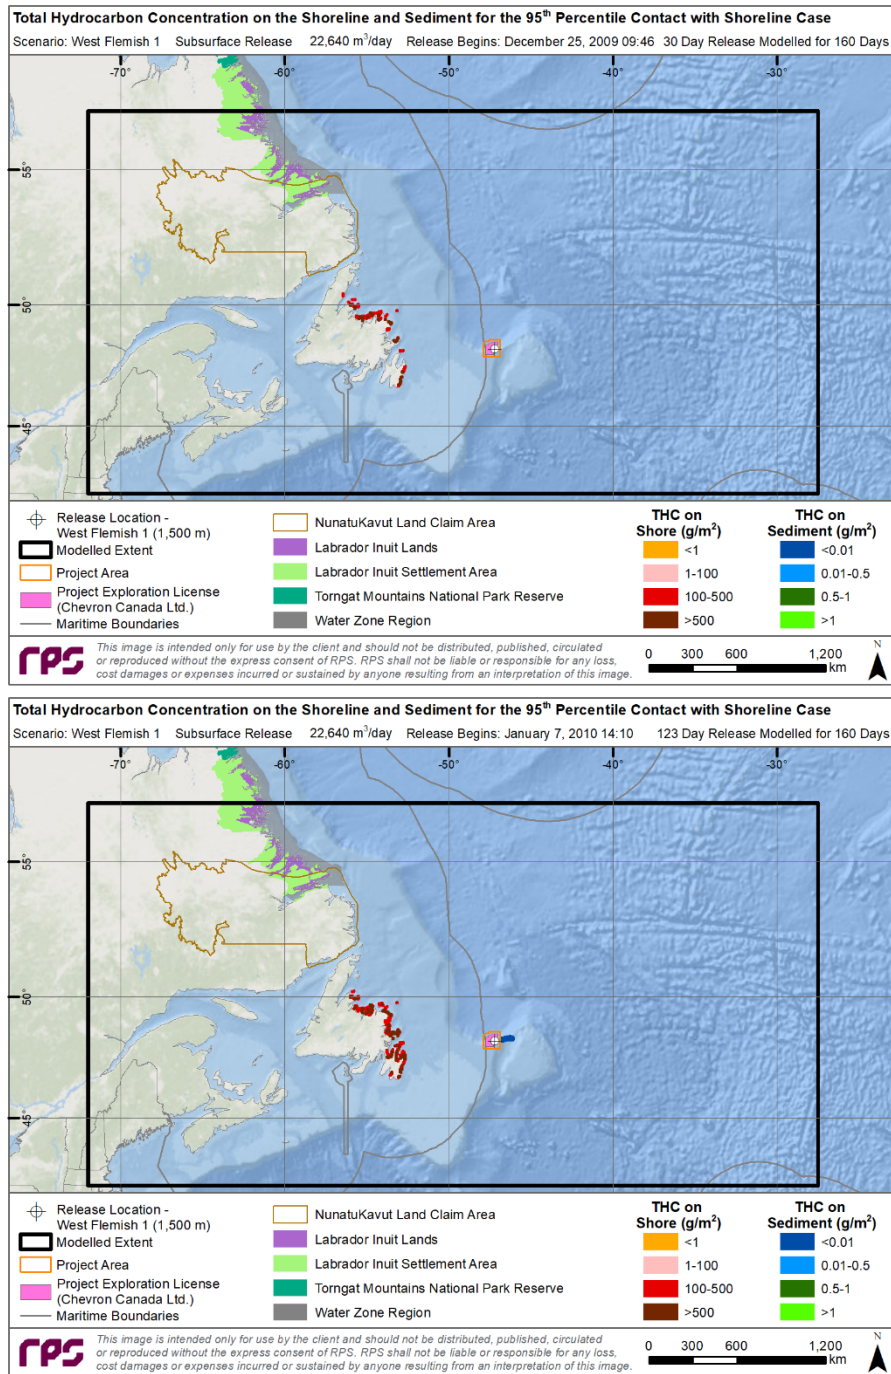 Total Hydrocarbon Concentration on the Shoreline and Sediment for the 95th Percentile Contact with Shoreline Case
Scenario: West Flemish 1 Subsurface Release 22,640 m³/day Release Begins: December 25, 2009 09:46 30 Day Release Modelled for 160 Days
-70° -60° -50° -40° -30°
55°
50°
45°
Release Location -
West Flemish 1 (1,500 m)
Modelled Extent
Project Area
Project Exploration License
(Chevron Canada Ltd.)
Maritime Boundaries
NunatuKavut Land Claim Area
Labrador Inuit Lands
Labrador Inuit Settlement Area
Torngat Mountains National Park Reserve
Water Zone Region
THC on
Shore (g/m²)
<1
1-100
100-500
>500
THC on
Sediment (g/m²)
<0.01
0.01-0.5
0.5-1
>1
RPS
This image is intended only for use by the client and should not be distributed, published, circulated
or reproduced without the express consent of RPS. RPS shall not be liable or responsible for any loss,
cost damages or expenses incurred or sustained by anyone resulting from an interpretation of this image.
0 300 600 1,200
km
N
Total Hydrocarbon Concentration on the Shoreline and Sediment for the 95th Percentile Contact with Shoreline Case
Scenario: West Flemish 1 Subsurface Release 22,640 m³/day Release Begins: January 7, 2010 14:10 123 Day Release Modelled for 160 Days
-70° -60° -50° -40° -30°
55°
50°
45°
Release Location -
West Flemish 1 (1,500 m)
Modelled Extent
Project Area
Project Exploration License
(Chevron Canada Ltd.)
Maritime Boundaries
NunatuKavut Land Claim Area
Labrador Inuit Lands
Labrador Inuit Settlement Area
Torngat Mountains National Park Reserve
Water Zone Region
THC on
Shore (g/m²)
<1
1-100
100-500
>500
THC on
Sediment (g/m²)
<0.01
0.01-0.5
0.5-1
>1
RPS
This image is intended only for use by the client and should not be distributed, published, circulated
or reproduced without the express consent of RPS. RPS shall not be liable or responsible for any loss,
cost damages or expenses incurred or sustained by anyone resulting from an interpretation of this image.
0 300 600 1,200
km
N